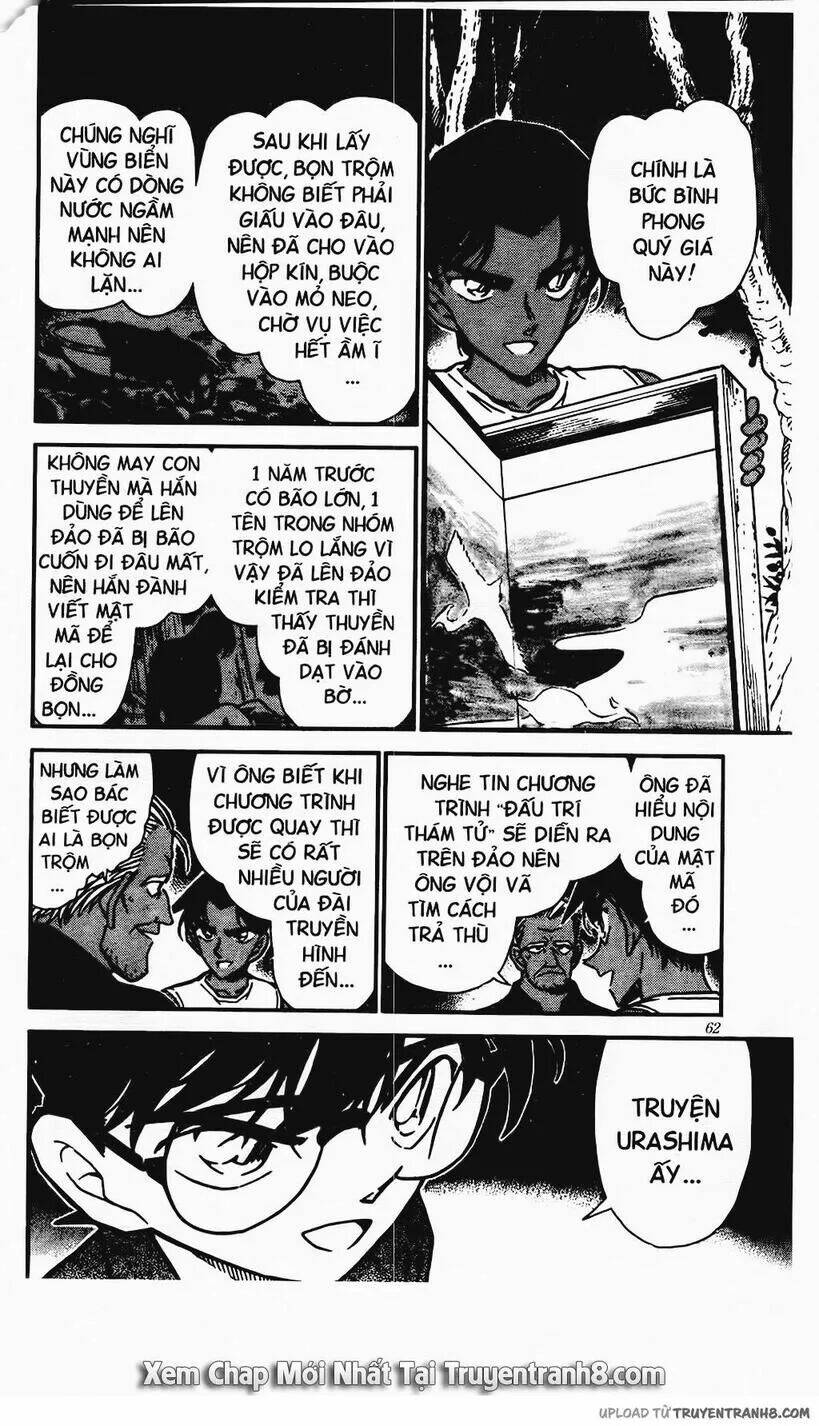 CHÍNH LÀ
BỨC BÌNH
PHONG
QUÝ GIÁ
NÀY!
SAU KHI LẤY
ĐƯỢC, BỌN TRỘM
KHÔNG BIẾT PHẢI
GIẤU VÀO ĐÂU,
NÊN ĐÃ CHO VÀO
HỘP KÍN, BUỘC
VÀO MỎ NEO,
CHỜ VỤ VIỆC
HẾT ẦM Ĩ
...
CHÚNG NGHĨ
VÙNG BIỂN
NÀY CÓ DÒNG
NƯỚC NGẦM
MẠNH NÊN
KHÔNG AI
LẶN...
1 NĂM TRƯỚC
CÓ BÃO LỚN, 1
TÊN TRONG NHÓM
TRỘM LO LẮNG VÌ
VẬY ĐÃ LÊN ĐẢO
KIỂM TRA THÌ
THẤY THUYỀN
ĐÃ BỊ ĐÁNH
DẠT VÀO
BỜ...
KHÔNG MAY CON
THUYỀN MÀ HẮN
DÙNG ĐỂ LÊN
ĐẢO ĐÃ BỊ BÃO
CUỐN ĐI ĐÂU MẤT,
NÊN HẮN ĐÀNH
VIẾT MẬT
MÃ ĐỂ
LẠI CHO
ĐỒNG
BỌN...
ÔNG ĐÃ
HIỂU NỘI
DUNG
CỦA MẬT
MÃ
ĐÓ
...
NGHE TIN CHƯƠNG
TRÌNH "ĐẤU TRÍ
THÁM TỬ" SẼ DIỄN RA
TRÊN ĐẢO NÊN
ÔNG VỘI VÃ
TÌM CÁCH
TRẢ THÙ
...
VÌ ÔNG BIẾT KHI
CHƯƠNG TRÌNH
ĐƯỢC QUAY THÌ
SẼ CÓ RẤT
NHIỀU NGƯỜI
CỦA ĐÀI
TRUYỀN
HÌNH
ĐẾN...
NHƯNG LÀM
SAO BÁC
BIẾT ĐƯỢC
AI LÀ BỌN
TRỘM
...
62
TRUYỆN
URASHIMA
ẤY...
Xem Chap Mới Nhất Tại Truyentranh8.com
UPLOAD TỪ TRUYENTRANH8.COM